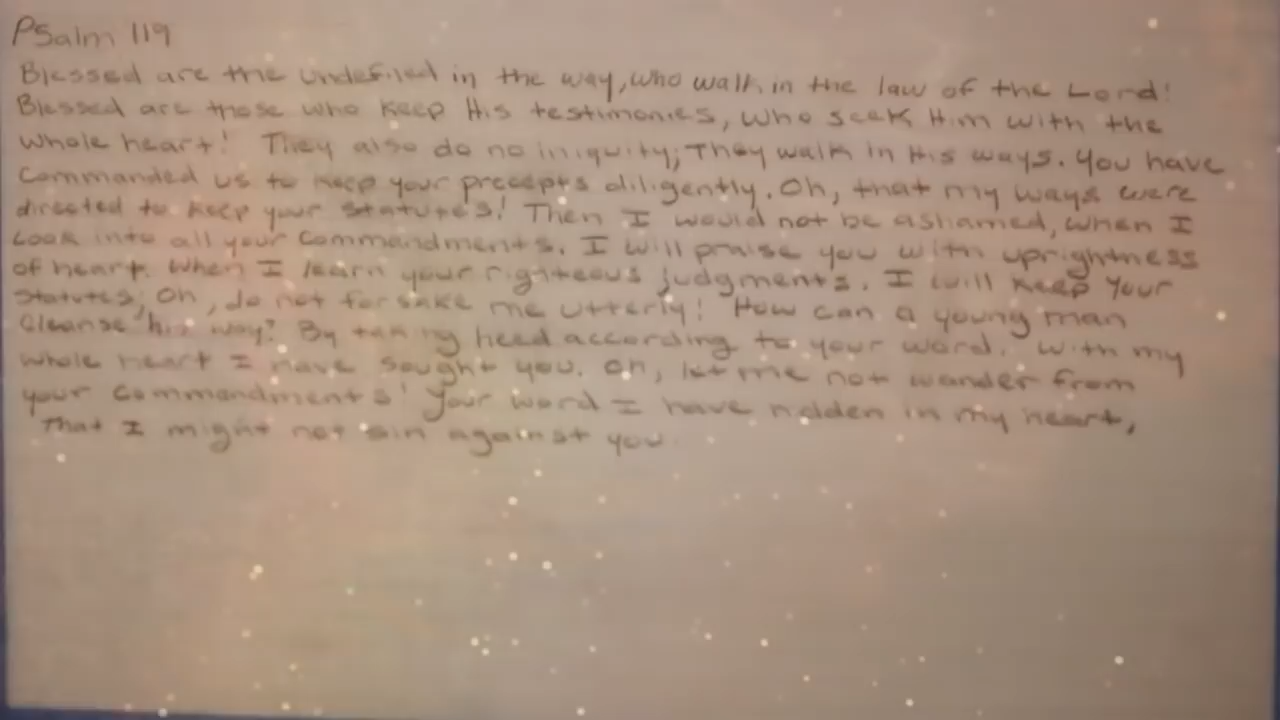 Psalm 119
Blessed are the undefiled in the way, who walk in the law of the Lord!
Blessed are those who keep His testimonies, who seek Him with the
whole heart! They also do no iniquity; They walk in His ways. You have
Commanded us to keep your precepts diligently. Oh, that my ways were
directed to keep your statutes! Then I would not be ashamed, when I
Look into all your commandments. I will praise you with uprightness
of heart. When I learn your righteous judgments. I will keep your
Statutes; Oh, do not forsake me utterly! How can a young man
Cleanse his way? By taking heed according to your word. With my
whole heart I have sought you. Oh, let me not wander from
your Commandments! Your word I have hidden in my heart,
That I might not sin against you